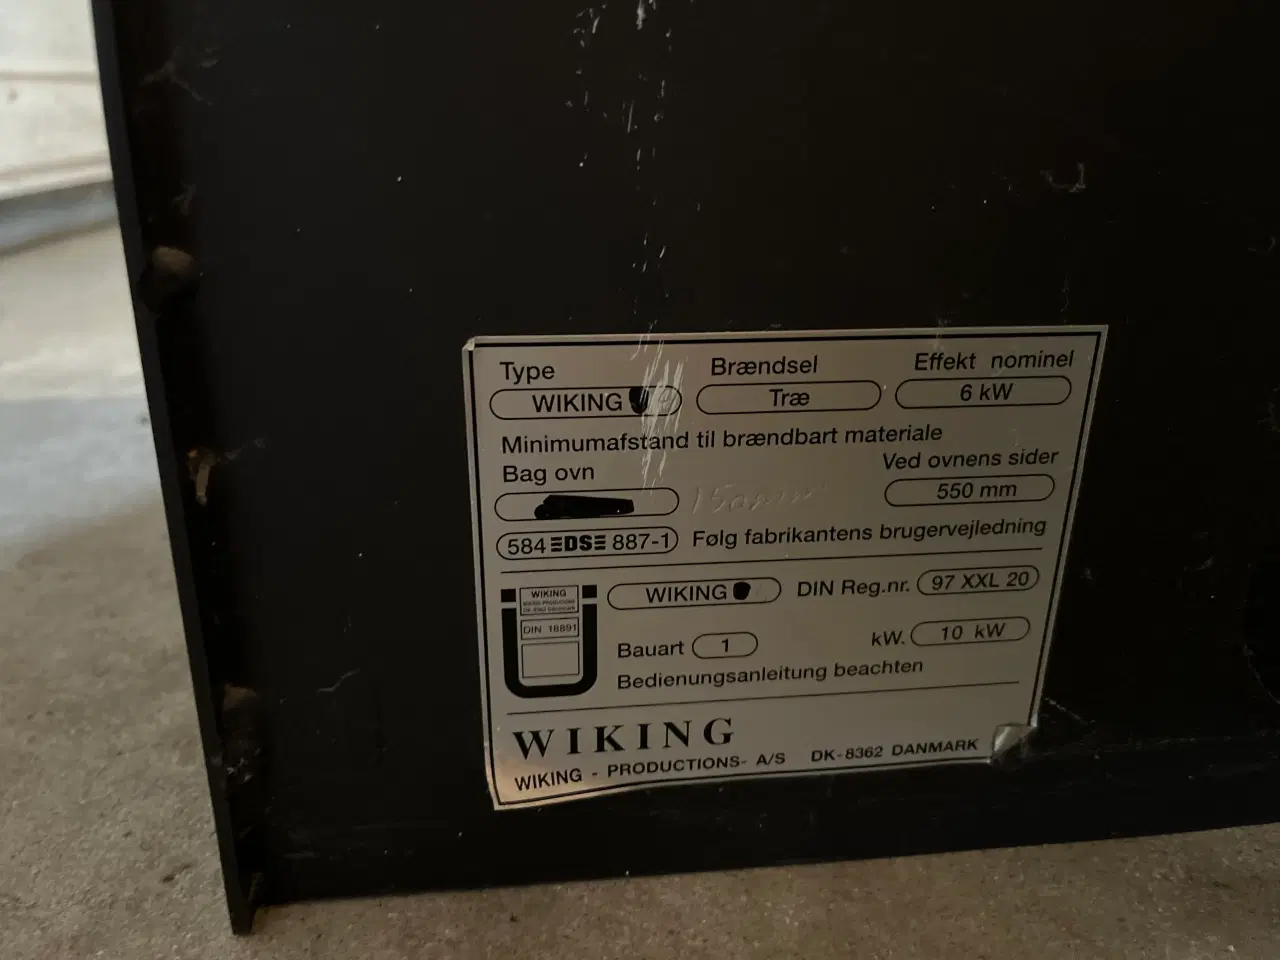 Type Brændsel Effekt nominel
WIKING Træ 6 kW
Minimumafstand til brændbart materiale
Bag ovn Ved ovnens sider
550 mm
584 EDS 887-1 Følg fabrikantens brugervejledning
WIKING
DIN 18891
WIKING DIN Reg.nr. 97 XXL 20
Bauart 1 kW. 10 kW
Bedienungsanleitung beachten
WIKING
WIKING - PRODUCTIONS- A/S DK-8362 DANMARK